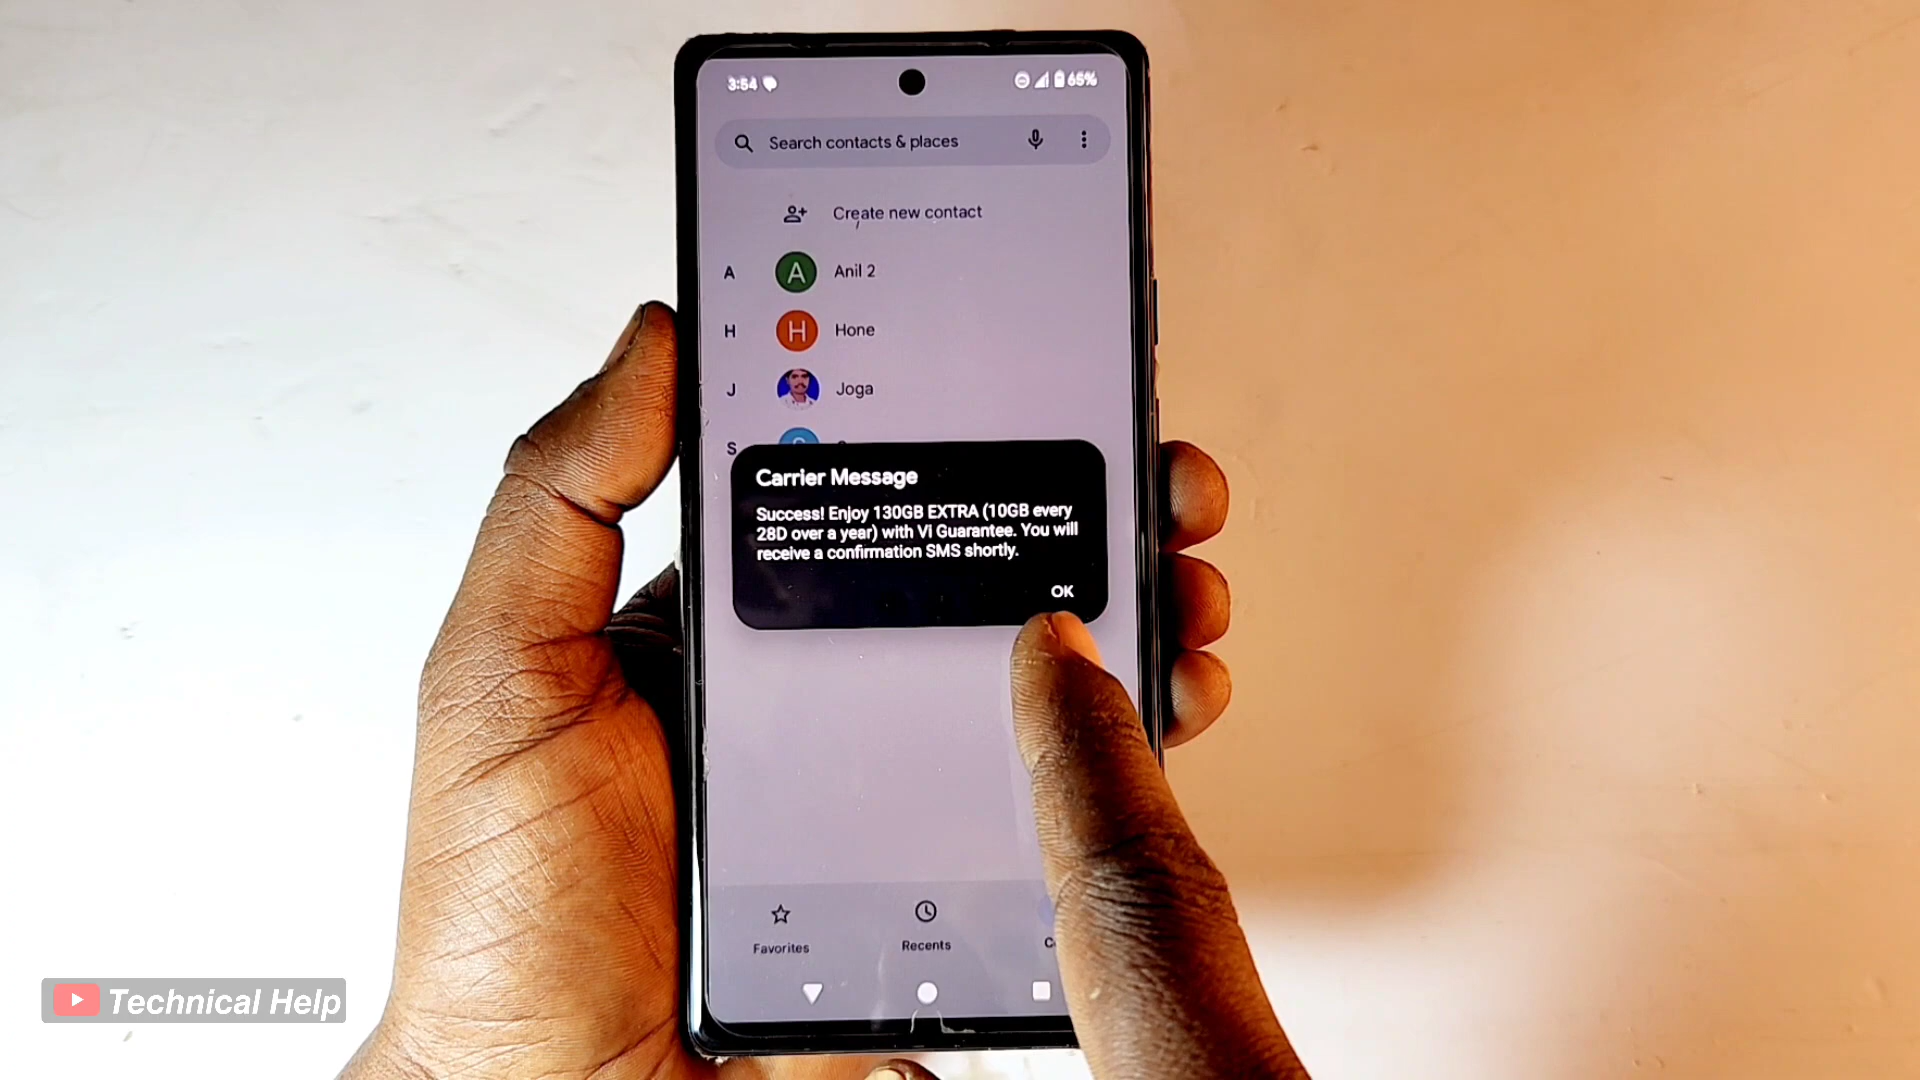 3:54
65%
Search contacts & places
Create new contact
A
A
Anil 2
H
H
Hone
J
Joga
S
Carrier Message
Success! Enjoy 130GB EXTRA (10GB every
28D over a year) with Vi Guarantee. You will
receive a confirmation SMS shortly.
OK
Favorites
Recents
Technical Help